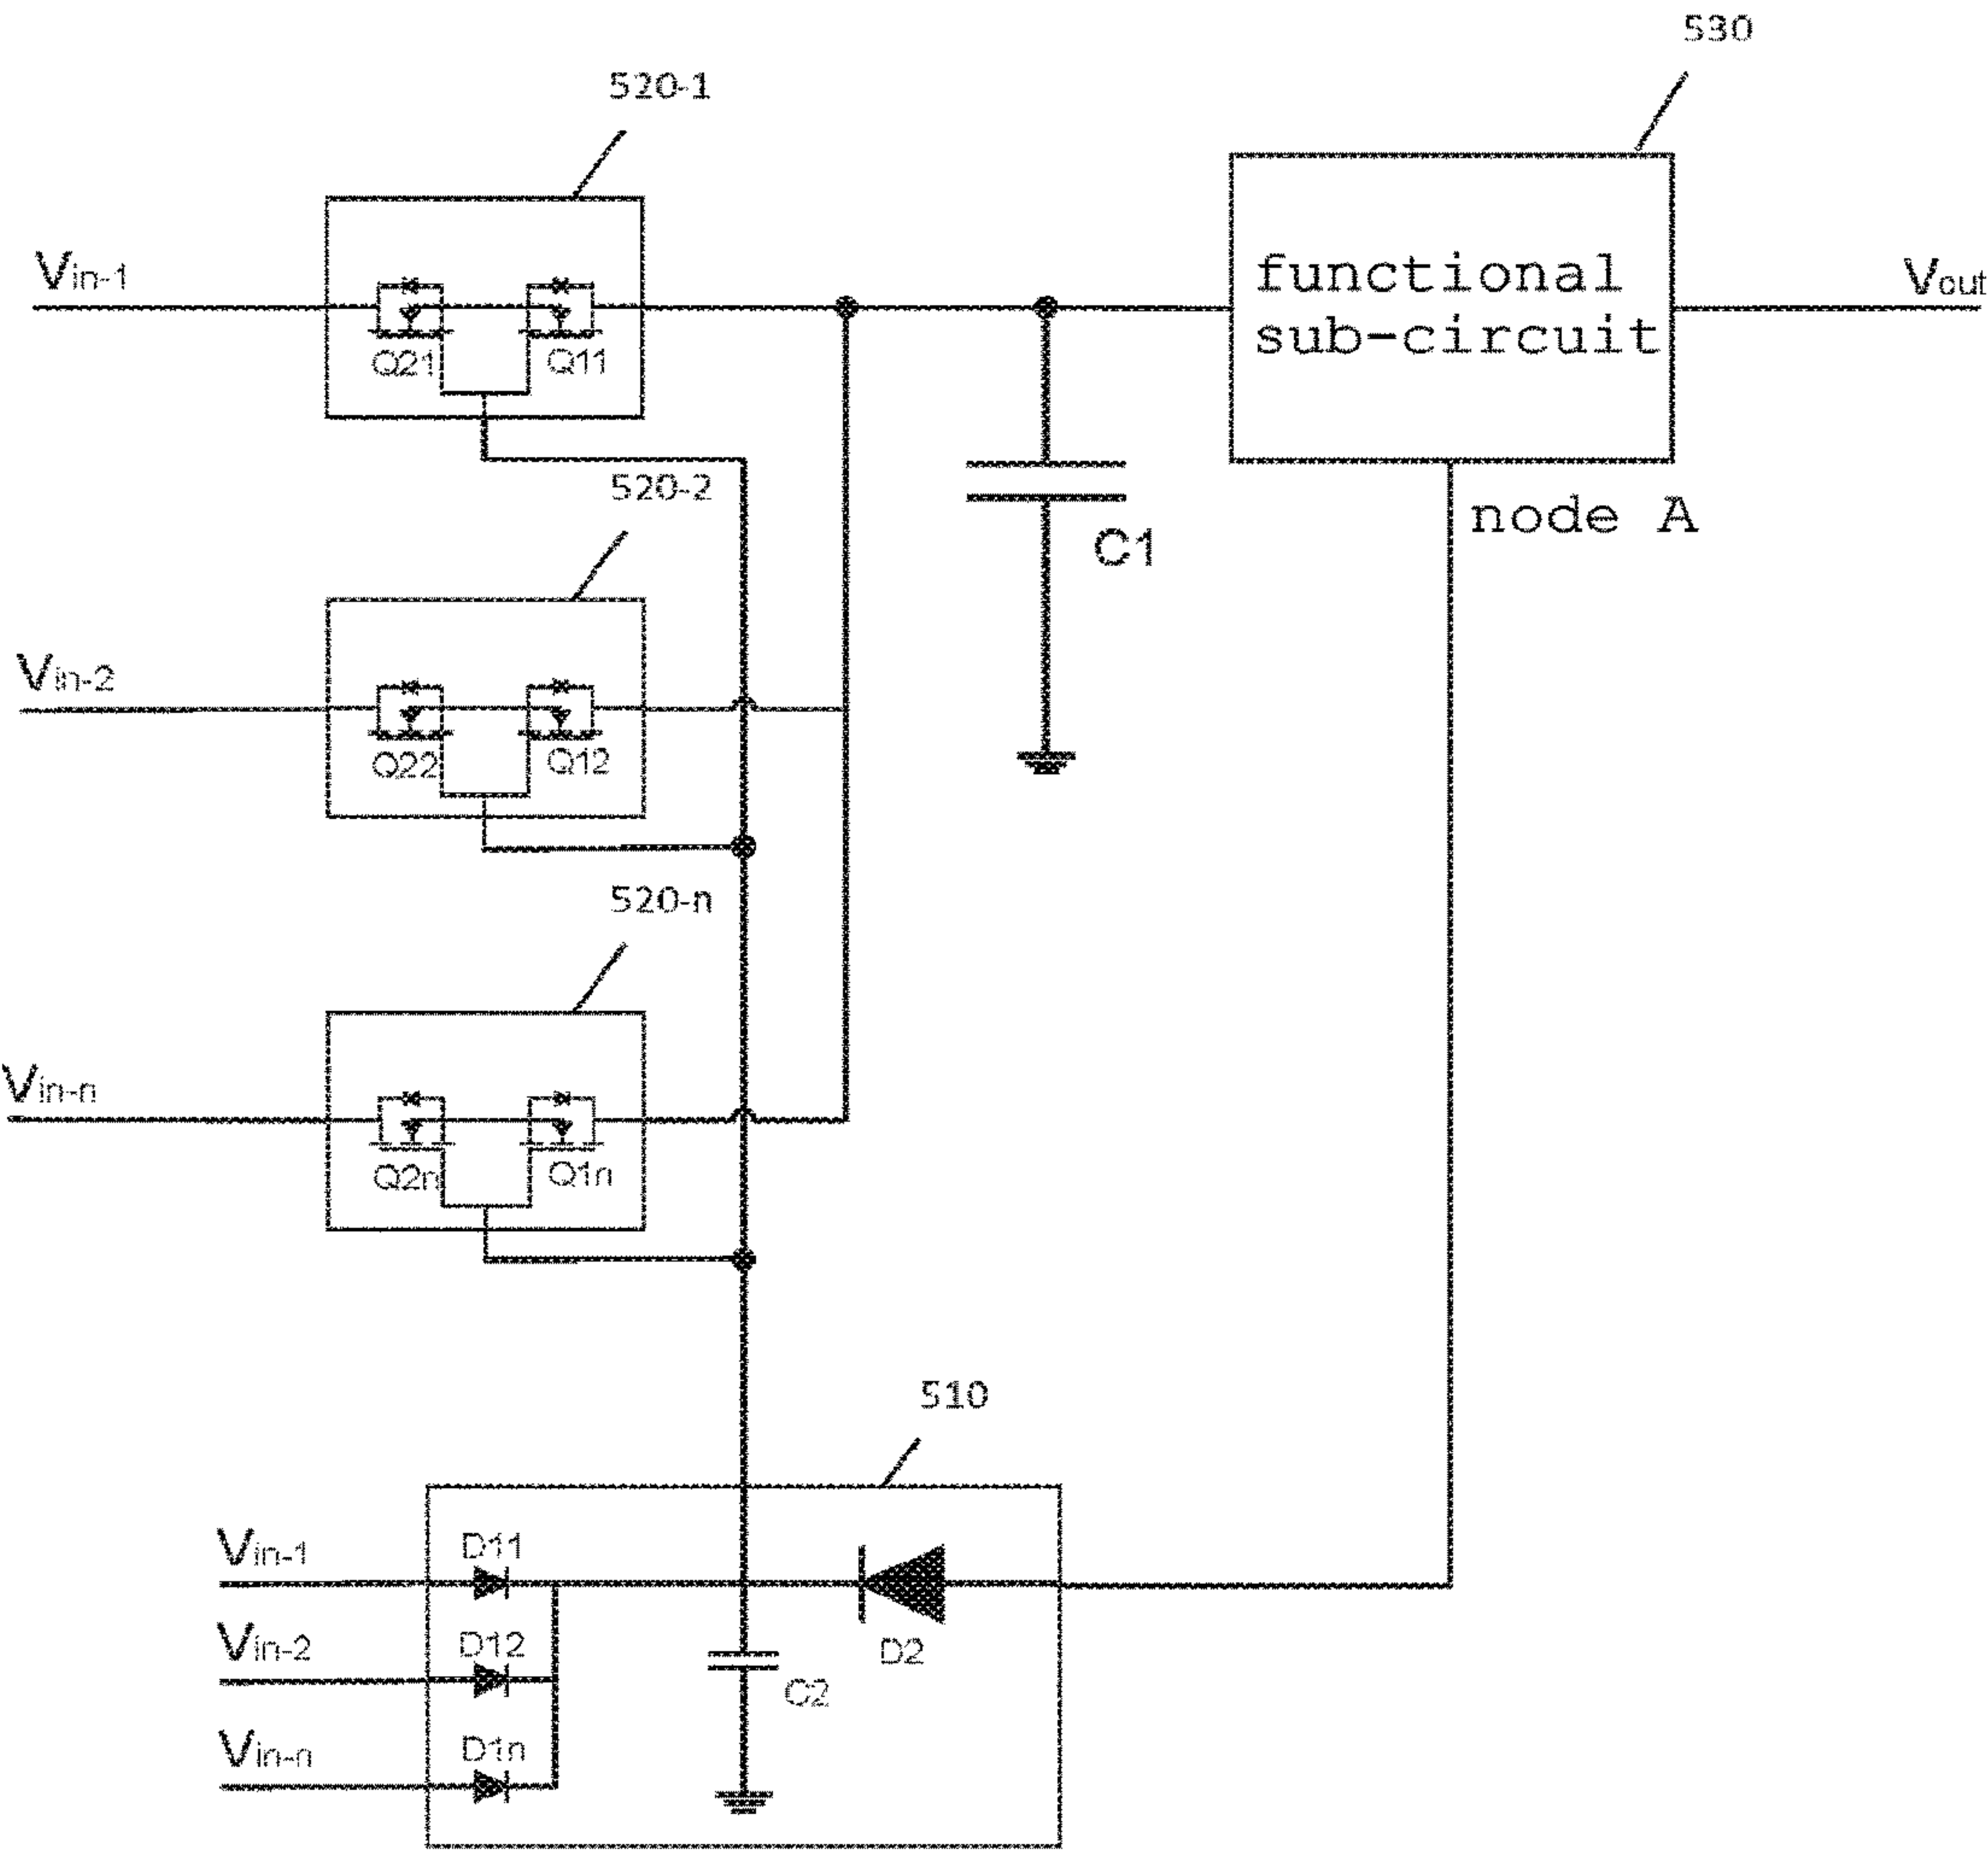 530
520-1
Vin-1
functional
sub-circuit
Vout
Q21
Q11
520-2
node A
C1
Vin-2
Q22
Q12
520-n
Vin-n
Q2n
Q1n
510
Vin-1
D11
Vin-2
D12
D2
C2
Vin-n
D1n